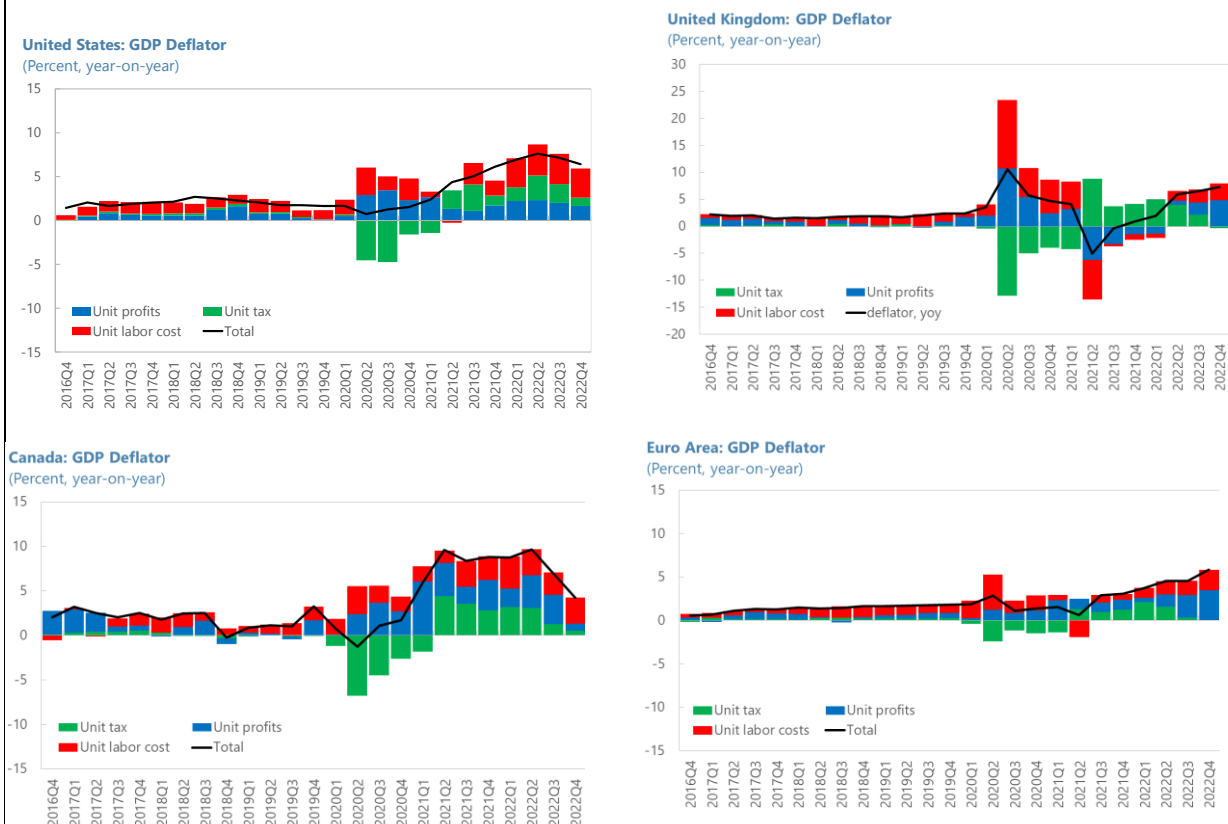 United States: GDP Deflator
(Percent, year-on-year)
15
10
5
0
-5
-10
-15
Unit profits
Unit tax
Unit labor cost
Total
2016Q4
2017Q1
2017Q2
2017Q3
2017Q4
2018Q1
2018Q2
2018Q3
2018Q4
2019Q1
2019Q2
2019Q3
2019Q4
2020Q1
2020Q2
2020Q3
2020Q4
2021Q1
2021Q2
2021Q3
2021Q4
2022Q1
2022Q2
2022Q3
2022Q4
United Kingdom: GDP Deflator
(Percent, year-on-year)
30
25
20
15
10
5
0
-5
-10
-15
-20
Unit tax
Unit profits
Unit labor cost
deflator, yoy
2016Q4
2017Q1
2017Q2
2017Q3
2017Q4
2018Q1
2018Q2
2018Q3
2018Q4
2019Q1
2019Q2
2019Q3
2019Q4
2020Q1
2020Q2
2020Q3
2020Q4
2021Q1
2021Q2
2021Q3
2021Q4
2022Q1
2022Q2
2022Q3
2022Q4
Canada: GDP Deflator
(Percent, year-on-year)
15
10
5
0
-5
-10
-15
Unit tax
Unit profits
Unit labor cost
Total
2016Q4
2017Q1
2017Q2
2017Q3
2017Q4
2018Q1
2018Q2
2018Q3
2018Q4
2019Q1
2019Q2
2019Q3
2019Q4
2020Q1
2020Q2
2020Q3
2020Q4
2021Q1
2021Q2
2021Q3
2021Q4
2022Q1
2022Q2
2022Q3
2022Q4
Euro Area: GDP Deflator
(Percent, year-on-year)
15
10
5
0
-5
-10
-15
Unit tax
Unit profits
Unit labor costs
Total
2016Q4
2017Q1
2017Q2
2017Q3
2017Q4
2018Q1
2018Q2
2018Q3
2018Q4
2019Q1
2019Q2
2019Q3
2019Q4
2020Q1
2020Q2
2020Q3
2020Q4
2021Q1
2021Q2
2021Q3
2021Q4
2022Q1
2022Q2
2022Q3
2022Q4